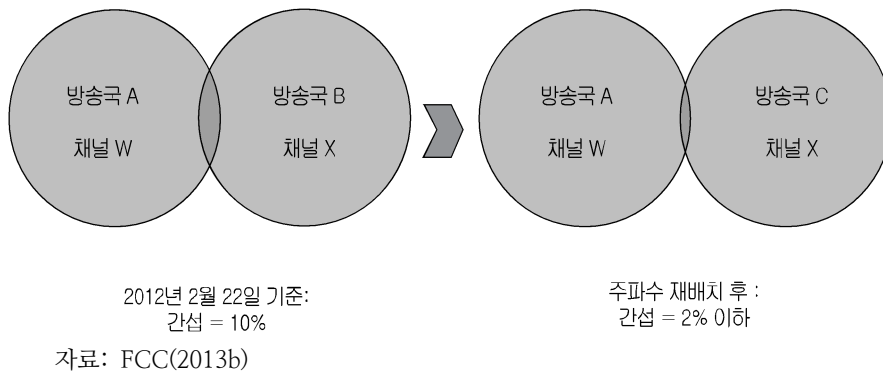 방송국 A
채널 W
방송국 B
채널 X
방송국 A
채널 W
방송국 C
채널 X
2012년 2월 22일 기준:
간섭 = 10%
주파수 재배치 후 :
간섭 = 2% 이하
자료: FCC(2013b)